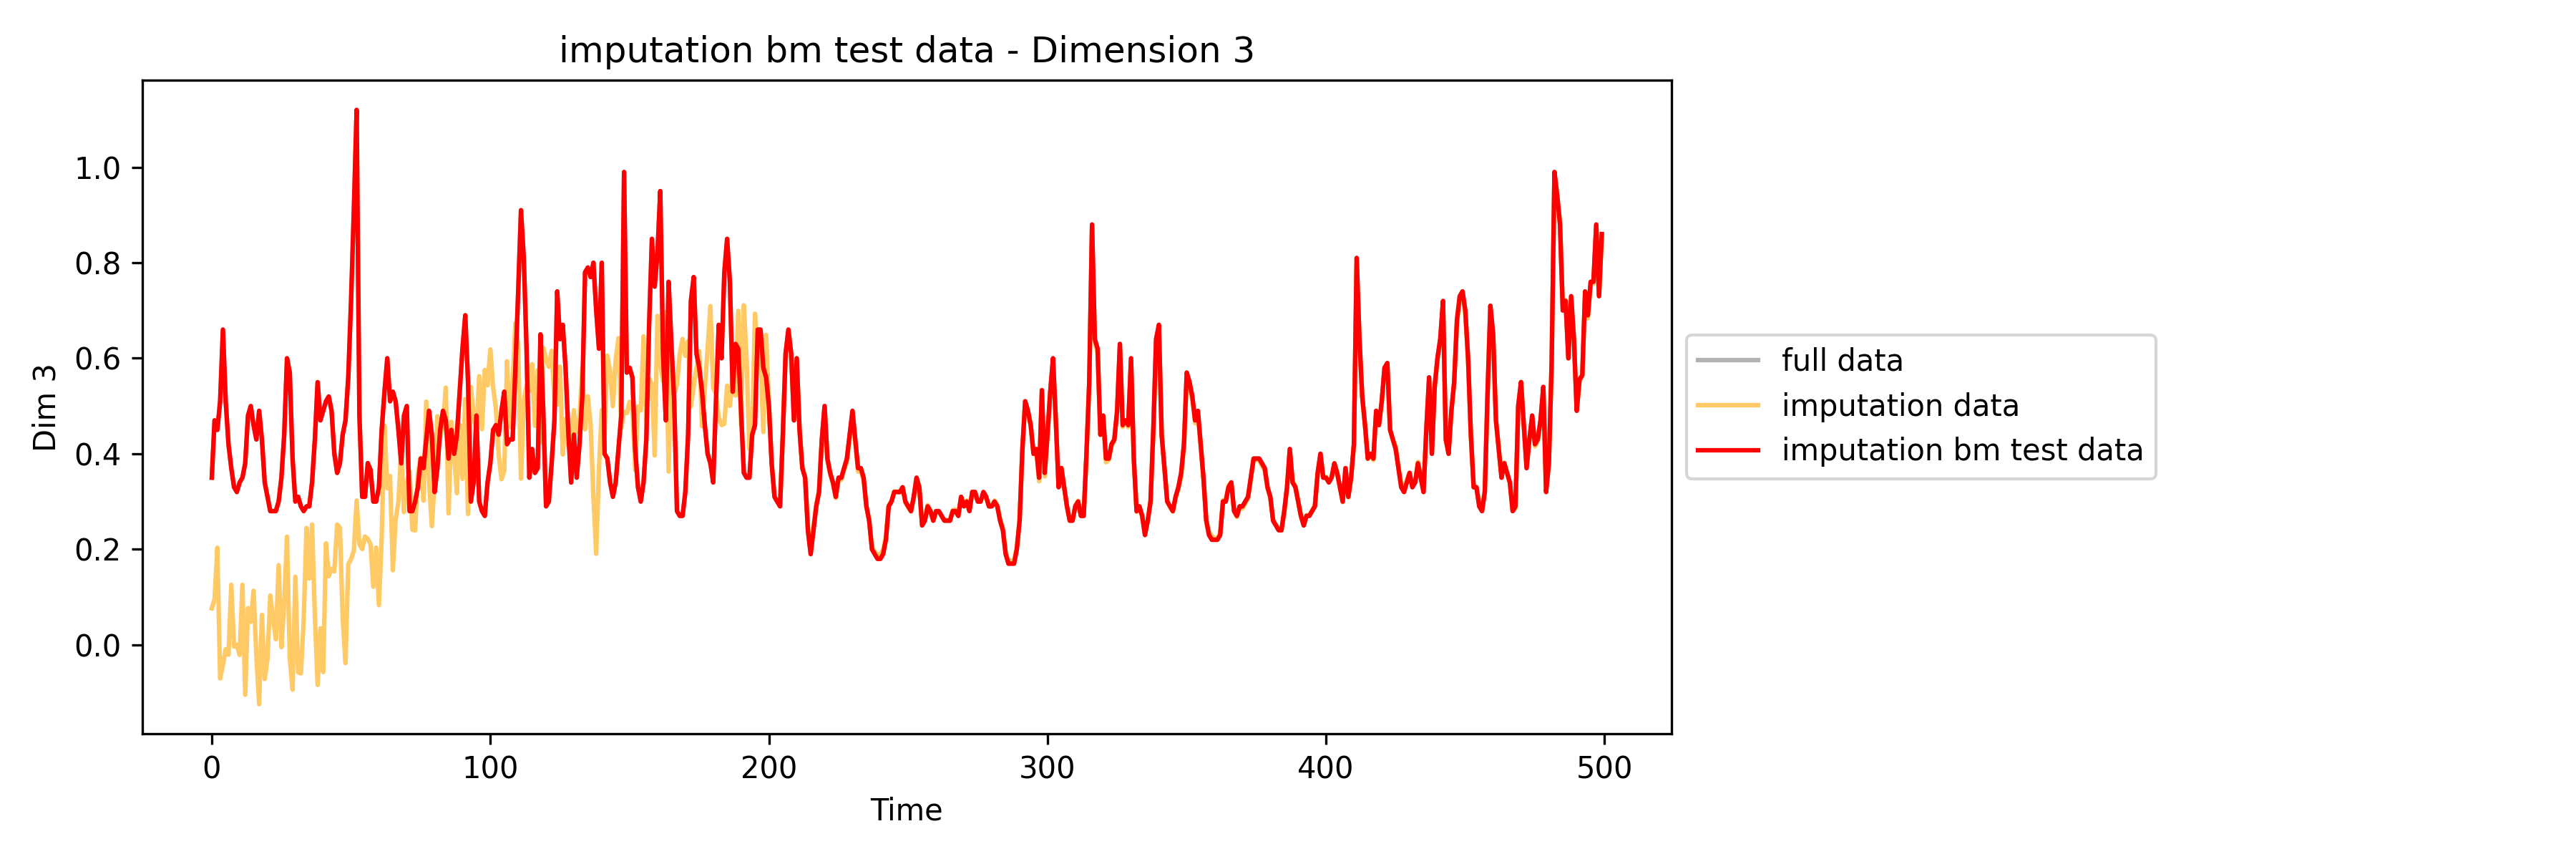 imputation bm test data - Dimension 3
Dim 3
1.0
0.8
0.6
0.4
0.2
0.0
0
100
200
300
400
500
Time
full data
imputation data
imputation bm test data